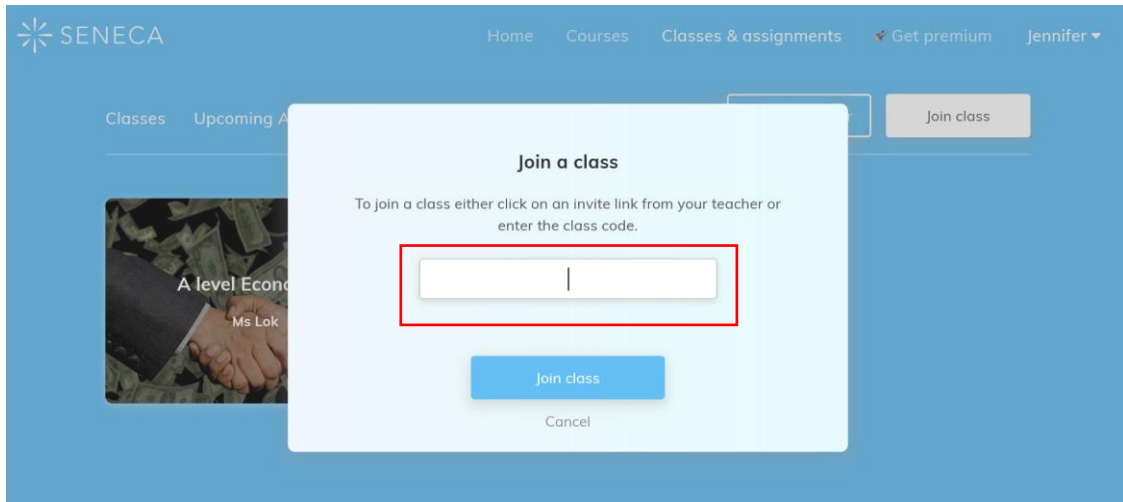 SENECA
Home Courses Classes & assignments Get premium Jennifer
Classes Upcoming A
Join class
Join a class
To join a class either click on an invite link from your teacher or
enter the class code.
A level Econo
Ms Lok
Join class
Cancel